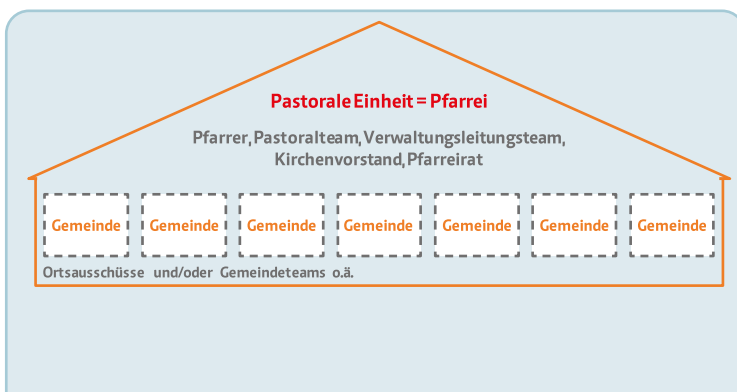 Pastorale Einheit = Pfarrei
Pfarrer, Pastoralteam, Verwaltungsleitungsteam,
Kirchenvorstand, Pfarreirat
Gemeinde Gemeinde Gemeinde Gemeinde Gemeinde Gemeinde Gemeinde
Ortsausschüsse und/oder Gemeindeteams o.ä.